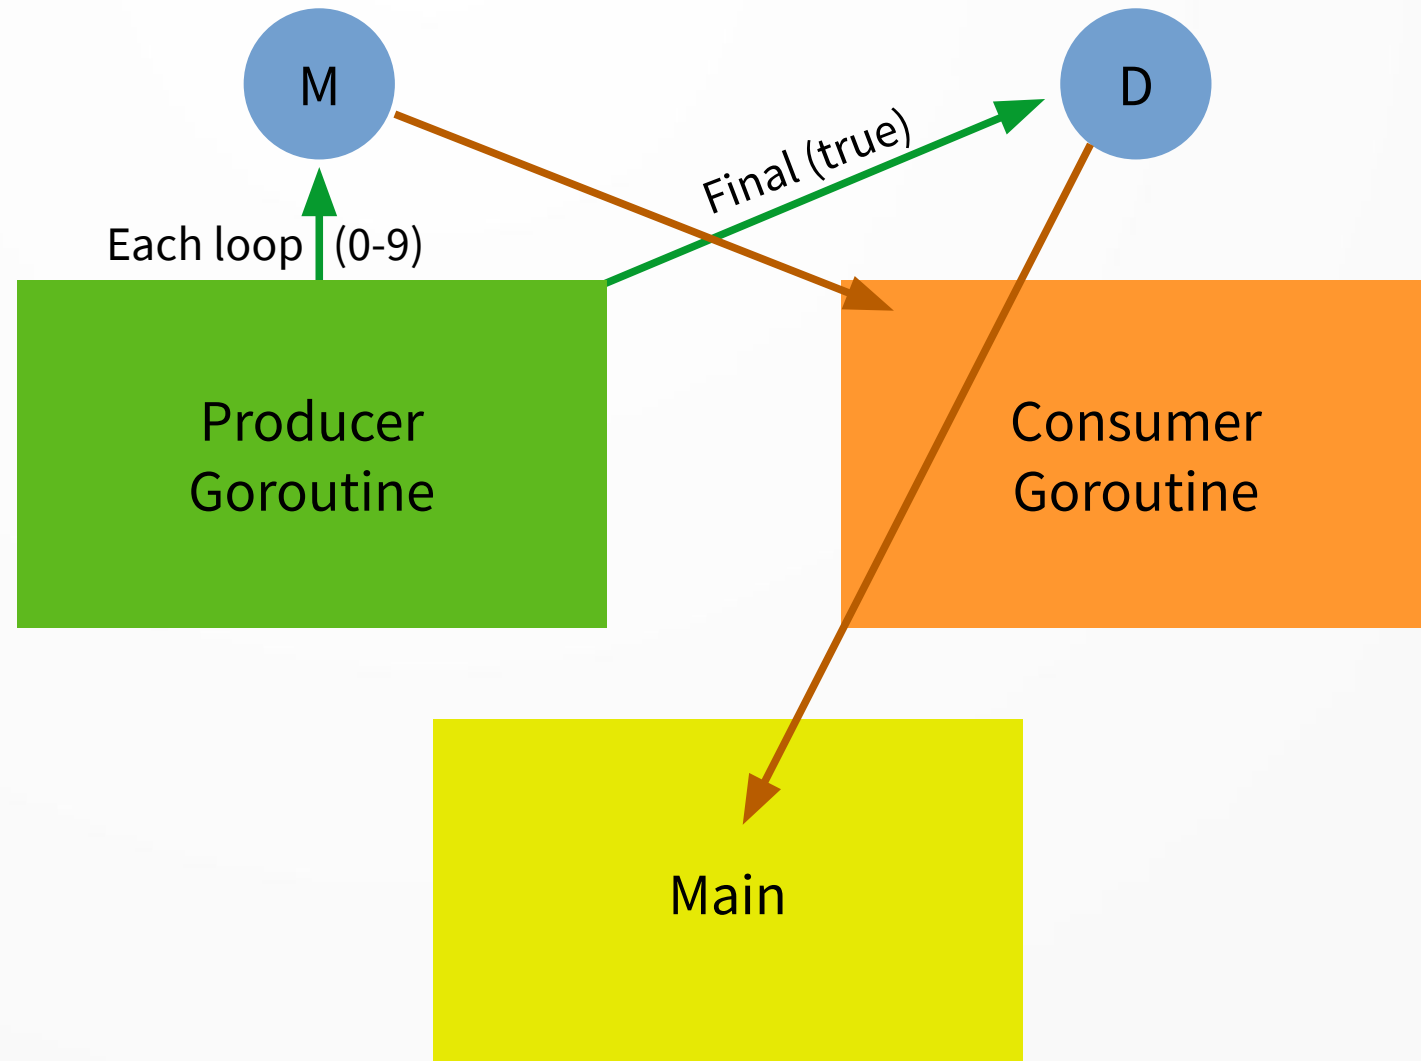 M
D
Final (true)
Each loop (0-9)
Producer
Goroutine
Consumer
Goroutine
Main